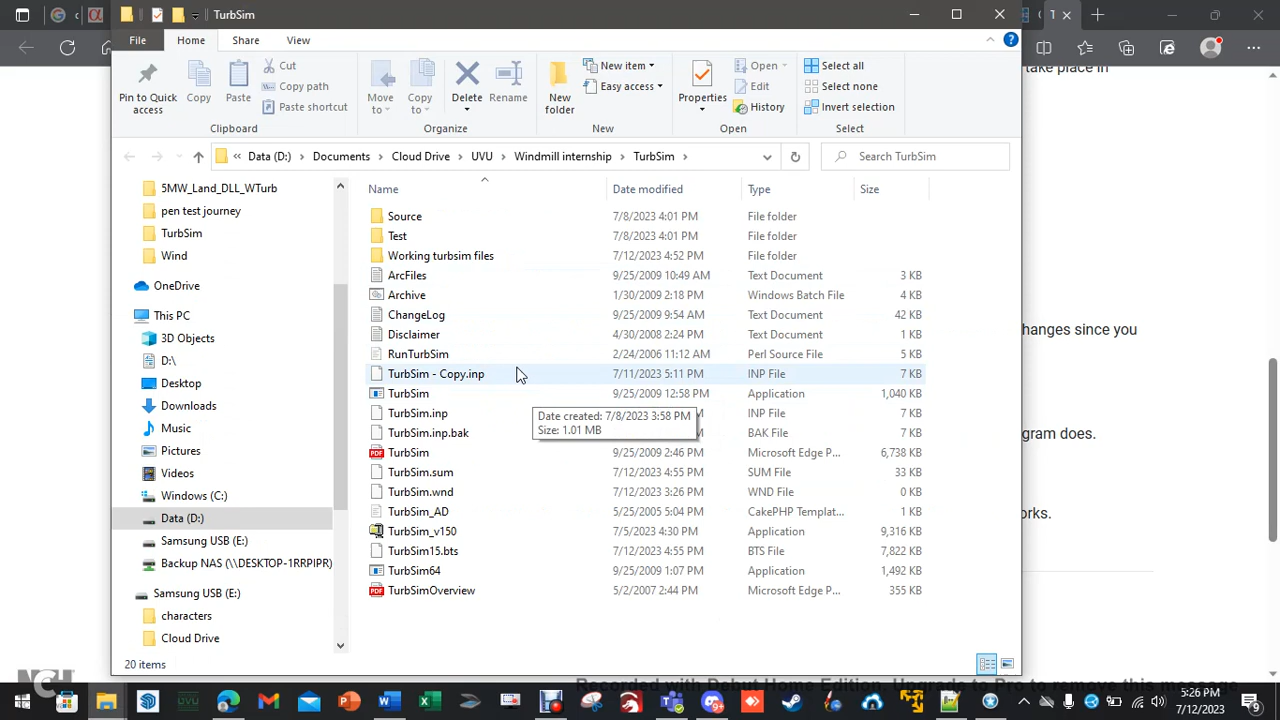 TurbSim
take place in
File Home Share View
Pin to Quick access
Copy
Paste
Cut
Copy path
Paste shortcut
Clipboard
Move to
Copy to
Delete
Rename
Organize
New folder
New item
Easy access
New
Properties
Open
Edit
History
Open
Select all
Select none
Invert selection
Select
« Data (D:) > Documents > Cloud Drive > UVU > Windmill internship > TurbSim >
Search TurbSim
5MW_Land_DLL_WTurb
pen test journey
TurbSim
Wind
OneDrive
This PC
3D Objects
D:\
Desktop
Downloads
Music
Pictures
Videos
Windows (C:)
Data (D:)
Samsung USB (E:)
Backup NAS (\\DESKTOP-1RRPIPR)
Samsung USB (E:)
characters
Cloud Drive
Name Date modified Type Size
Source 7/8/2023 4:01 PM File folder
Test 7/8/2023 4:01 PM File folder
Working turbsim files 7/12/2023 4:52 PM File folder
ArcFiles 9/25/2009 10:49 AM Text Document 3 KB
Archive 1/30/2009 2:18 PM Windows Batch File 4 KB
ChangeLog 9/25/2009 9:54 AM Text Document 42 KB
Disclaimer 4/30/2008 2:24 PM Text Document 1 KB
RunTurbSim 2/24/2006 11:12 AM Perl Source File 5 KB
TurbSim - Copy.inp 7/11/2023 5:11 PM INP File 7 KB
TurbSim 9/25/2009 12:58 PM Application 1,040 KB
TurbSim.inp PM INP File 7 KB
TurbSim.inp.bak PM BAK File 7 KB
TurbSim 9/25/2009 2:46 PM Microsoft Edge P... 6,738 KB
TurbSim.sum 7/12/2023 4:55 PM SUM File 33 KB
TurbSim.wnd 7/12/2023 3:26 PM WND File 0 KB
TurbSim_AD 5/25/2005 5:04 PM CakePHP Templat... 1 KB
TurbSim_v150 7/5/2023 4:30 PM Application 9,316 KB
TurbSim15.bts 7/12/2023 4:55 PM BTS File 7,822 KB
TurbSim64 9/25/2009 1:07 PM Application 1,492 KB
TurbSimOverview 5/2/2007 2:44 PM Microsoft Edge P... 355 KB
Date created: 7/8/2023 3:58 PM
Size: 1.01 MB
20 items
hanges since you
gram does.
orks.
NCH
Recorded with Debut Home Edition. Upgrade to Pro to remove this message
5:26 PM
7/12/2023